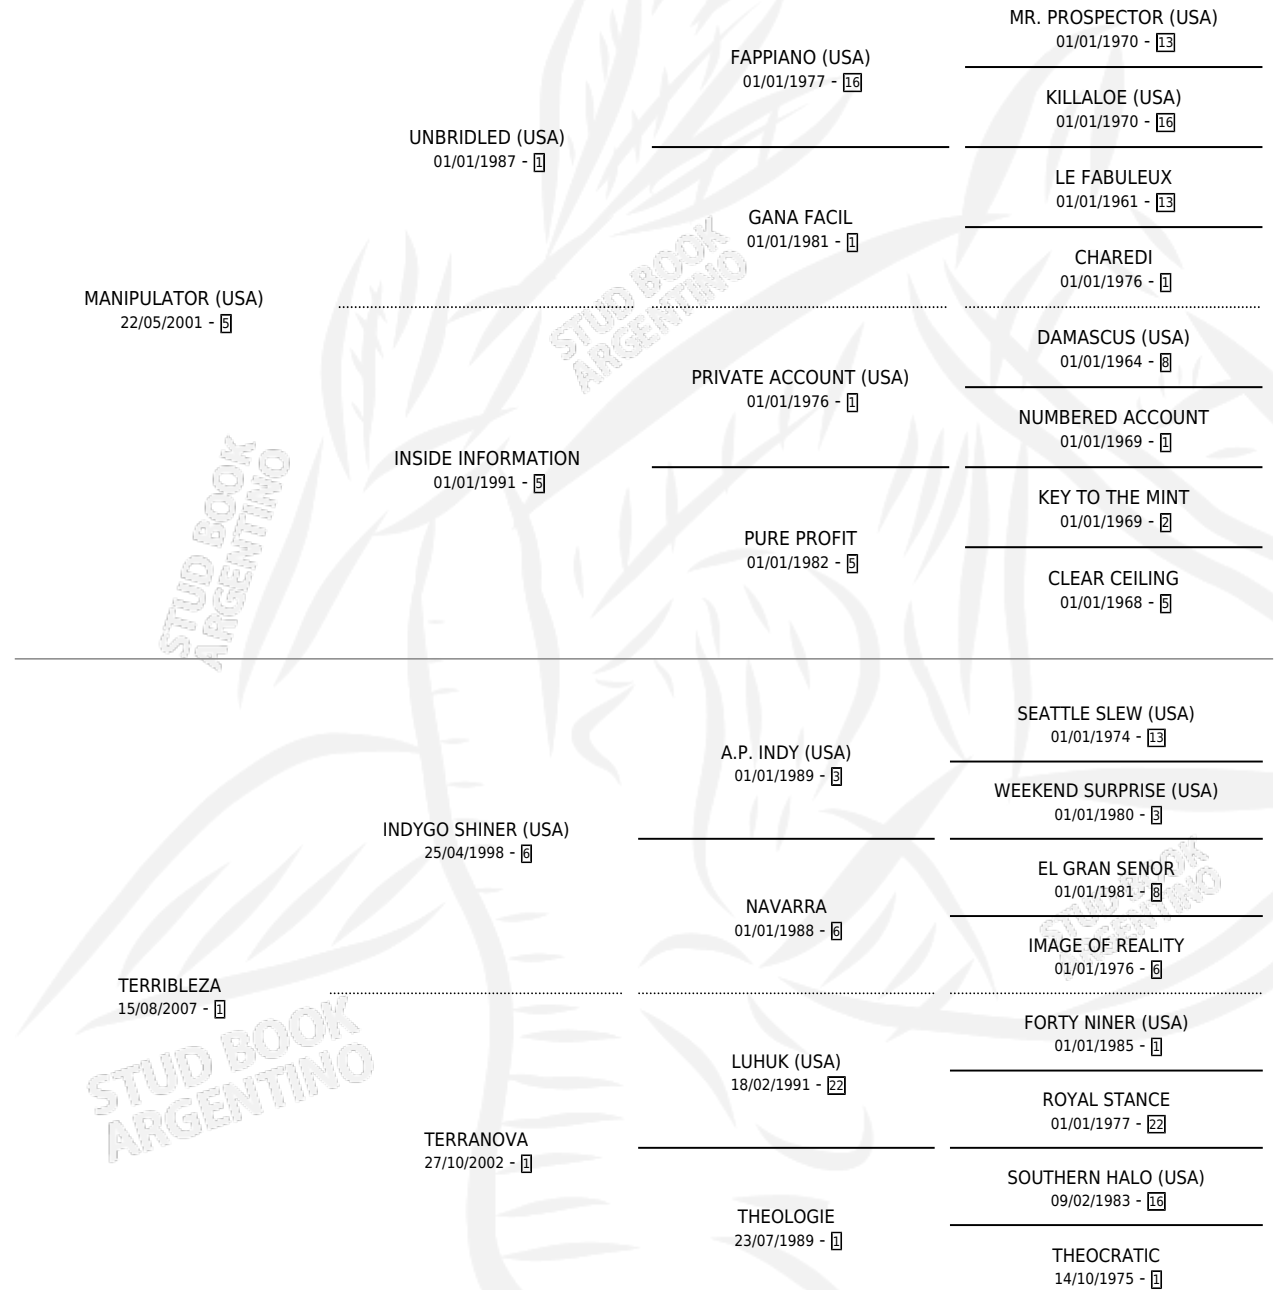 MR. PROSPECTOR (USA)
01/01/1970 - 13
FAPPIANO (USA)
01/01/1977 - 16
KILLALOE (USA)
01/01/1970 - 16
UNBRIDLED (USA)
01/01/1987 - 1
LE FABULEUX
01/01/1961 - 13
GANA FACIL
01/01/1981 - 1
CHAREDI
01/01/1976 - 1
MANIPULATOR (USA)
22/05/2001 - 5
STUD BOOK
ARGENTINO
DAMASCUS (USA)
01/01/1964 - 8
PRIVATE ACCOUNT (USA)
01/01/1976 - 1
NUMBERED ACCOUNT
01/01/1969 - 1
INSIDE INFORMATION
01/01/1991 - 5
KEY TO THE MINT
01/01/1969 - 2
PURE PROFIT
01/01/1982 - 5
CLEAR CEILING
01/01/1968 - 5
STUD BOOK
ARGENTINO
SEATTLE SLEW (USA)
01/01/1974 - 13
A.P. INDY (USA)
01/01/1989 - 3
WEEKEND SURPRISE (USA)
01/01/1980 - 3
INDYGO SHINER (USA)
25/04/1998 - 6
EL GRAN SENOR
01/01/1981 - 8
NAVARRA
01/01/1988 - 6
STUD BOOK
ARGENTINO
IMAGE OF REALITY
01/01/1976 - 6
TERRIBLEZA
15/08/2007 - 1
FORTY NINER (USA)
01/01/1985 - 1
LUHUK (USA)
18/02/1991 - 22
STUD BOOK
ARGENTINO
ROYAL STANCE
01/01/1977 - 22
TERRANOVA
27/10/2002 - 1
SOUTHERN HALO (USA)
09/02/1983 - 16
THEOLOGIE
23/07/1989 - 1
THEOCRATIC
14/10/1975 - 1